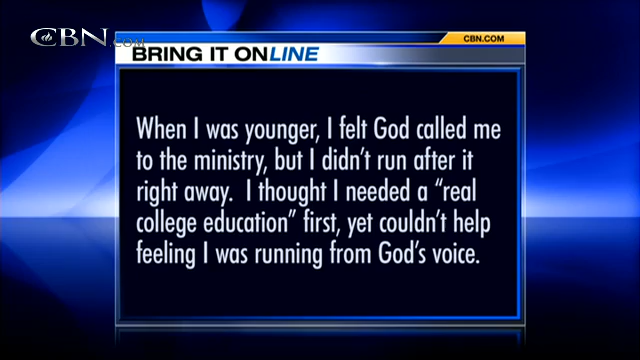 CBN.COM
CBN.COM
BRING IT ONLINE
When I was younger, I felt God called me
to the ministry, but I didn't run after it
right away.  I thought I needed a “real
college education” first, yet couldn't help
feeling I was running from God's voice.